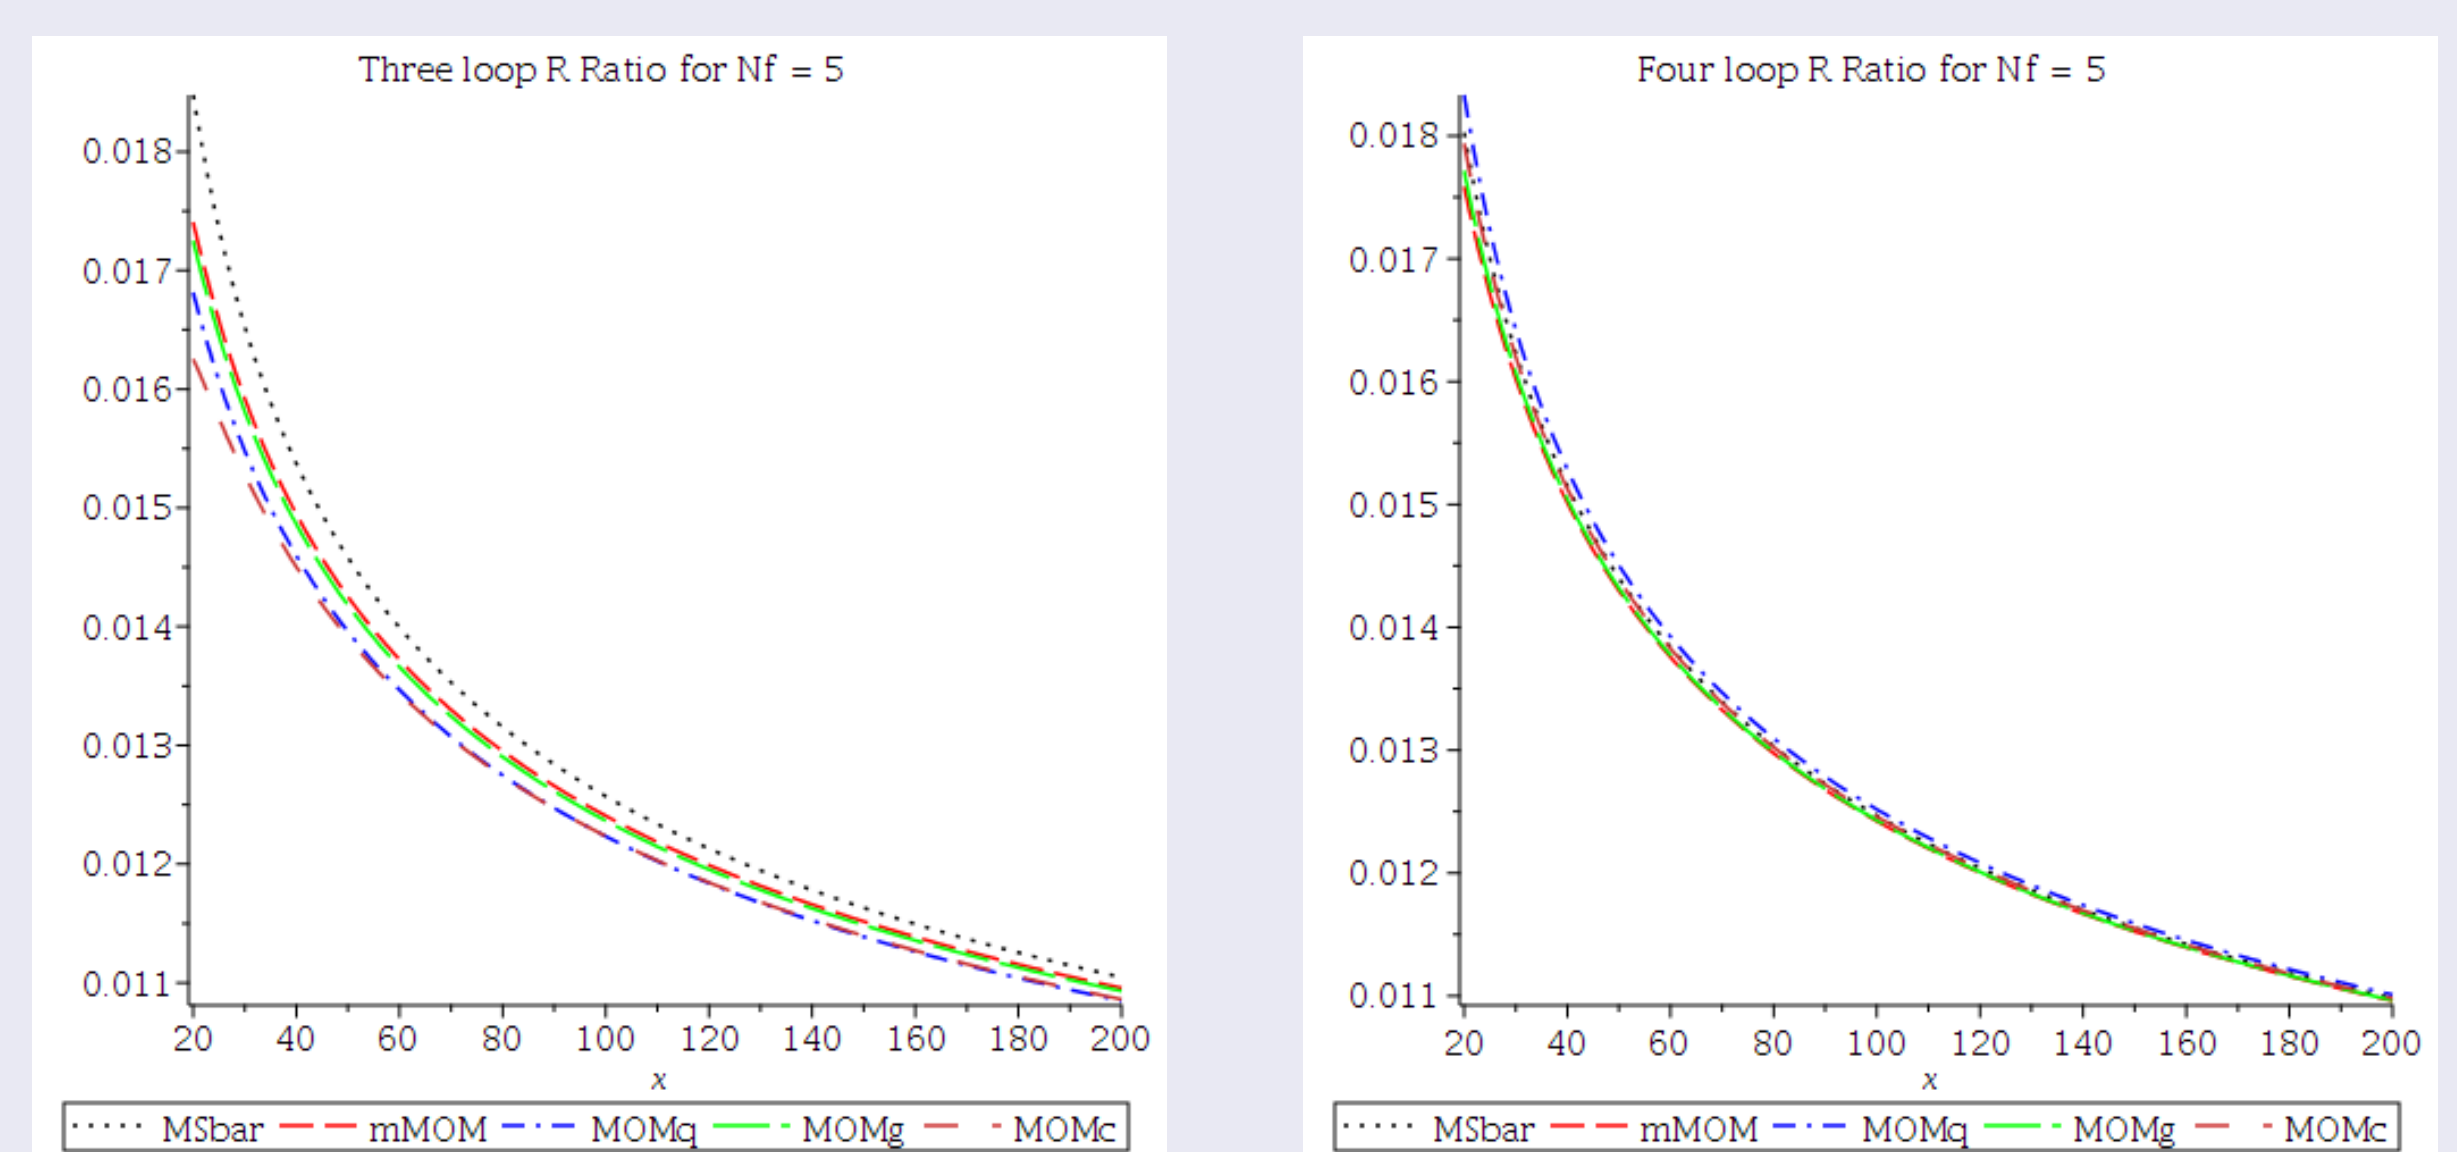 Three loop R Ratio for Nf = 5
0.018
0.017
0.016
0.015
0.014
0.013
0.012
0.011
20 40 60 80 100 120 140 160 180 200
x
MSbar mMOM MOMq MOMg MOMc
Four loop R Ratio for Nf = 5
0.018
0.017
0.016
0.015
0.014
0.013
0.012
0.011
20 40 60 80 100 120 140 160 180 200
x
MSbar mMOM MOMq MOMg MOMc